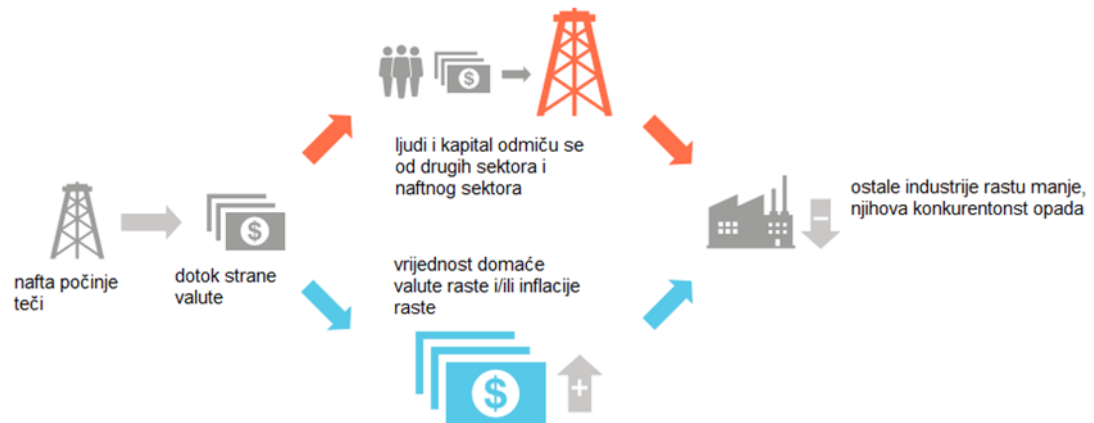 nafta počinje
teči
dotok strane
valute
ljudi i kapital odmiču se
od drugih sektora i
naftnog sektora
vrijednost domaće
valute raste i/ili inflacije
raste
ostale industrije rastu manje,
njihova konkurentonst opada